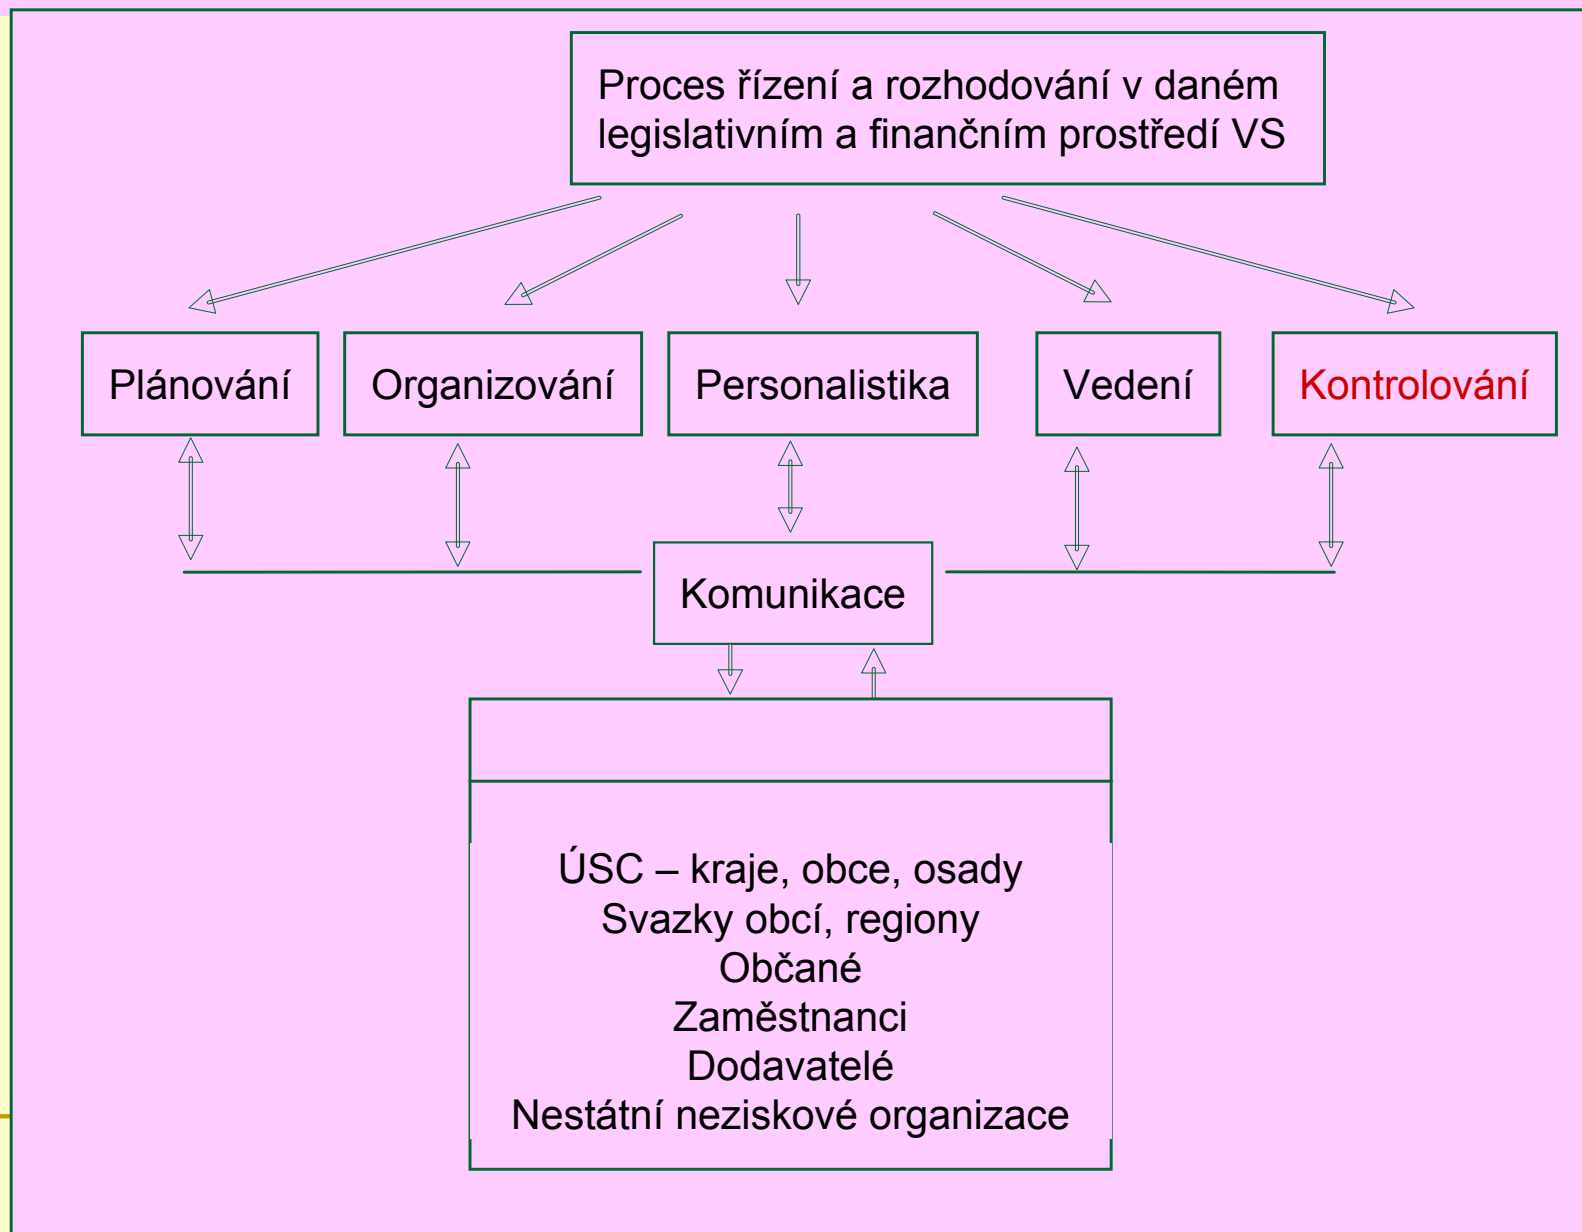 Proces řízení a rozhodování v daném
legislativním a finančním prostředí VS
Plánování
Organizování
Personalistika
Vedení
Kontrolování
Komunikace
ÚSC – kraje, obce, osady
Svazky obcí, regiony
Občané
Zaměstnanci
Dodavatelé
Nestátní neziskové organizace